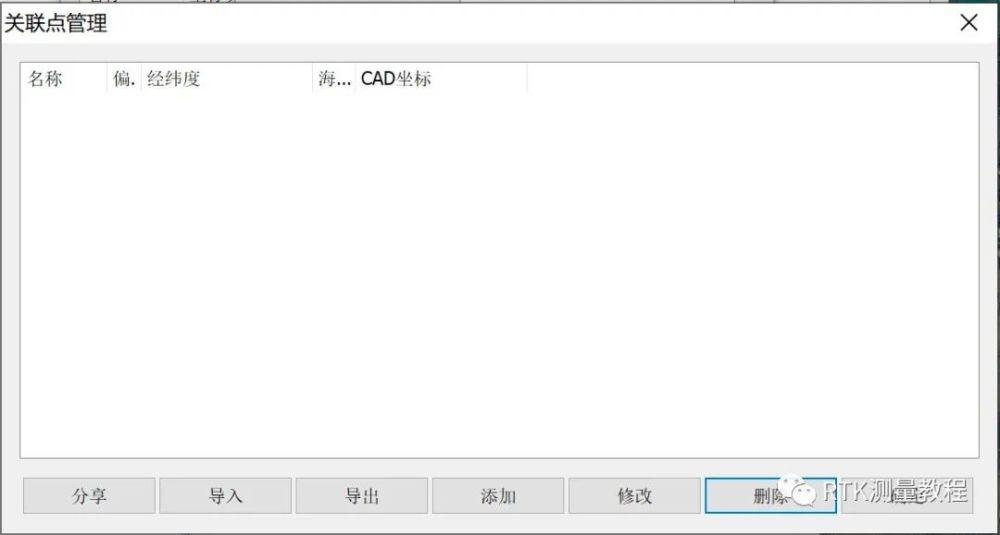 关联点管理
名称 偏. 经纬度 海... CAD坐标
分享 导入 导出 添加 修改 删除
RTK测量教程